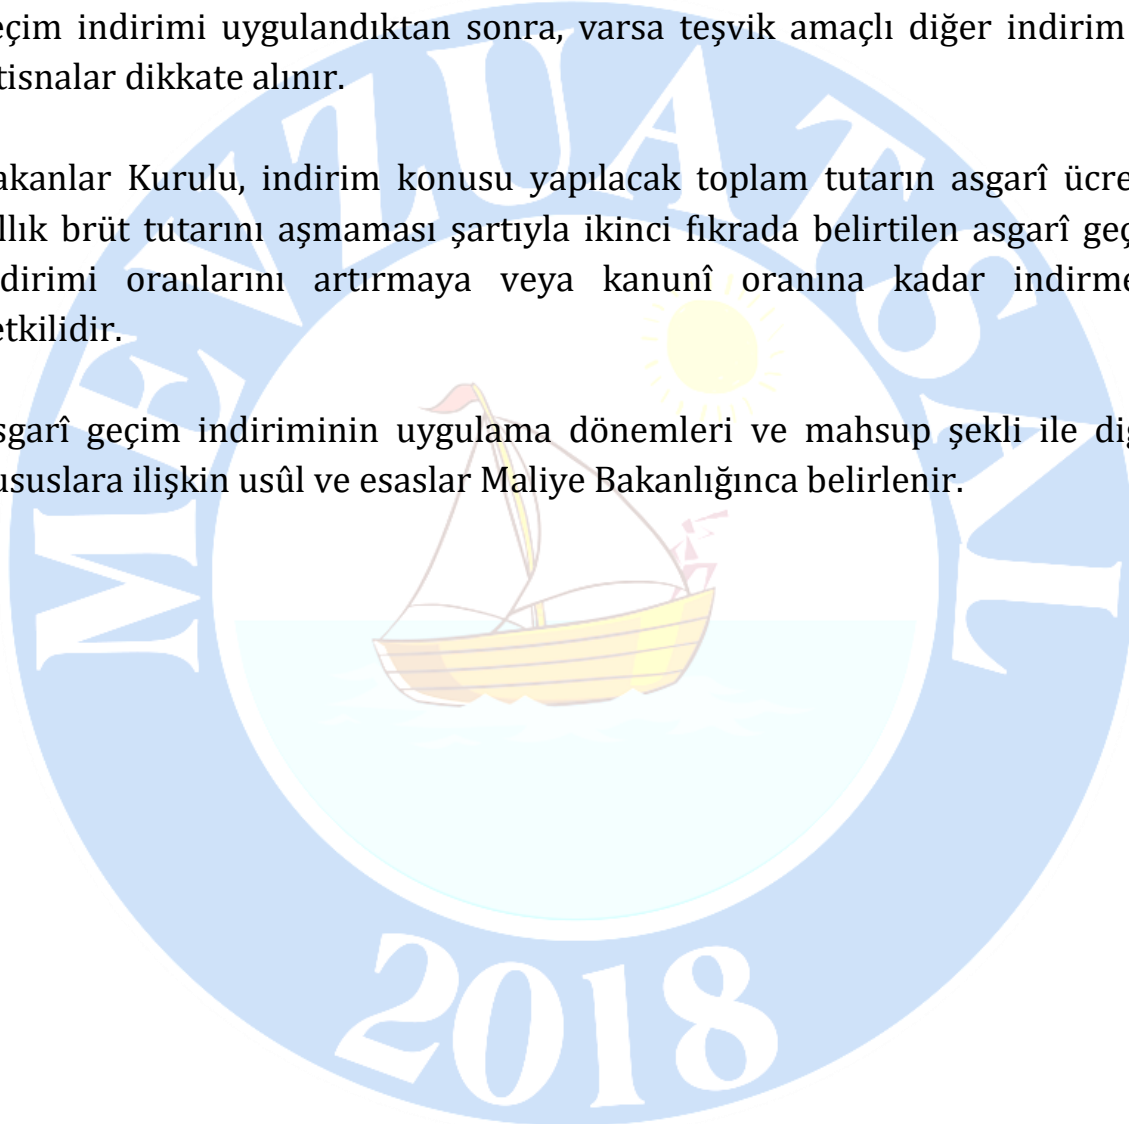 eçim indirimi uygulandıktan sonra, varsa teşvik amaçlı diğer indirim
tisnalar dikkate alınır.
akanlar Kurulu, indirim konusu yapılacak toplam tutarın asgarî ücre
llık brüt tutarını aşmaması şartıyla ikinci fıkrada belirtilen asgarî geç
dirimi oranlarını artırmaya veya kanunî oranına kadar indirme
etkilidir.
sgarî geçim indiriminin uygulama dönemleri ve mahsup şekli ile diğ
ususlara ilişkin usûl ve esaslar Maliye Bakanlığınca belirlenir.
MEVZUATSAL
2018